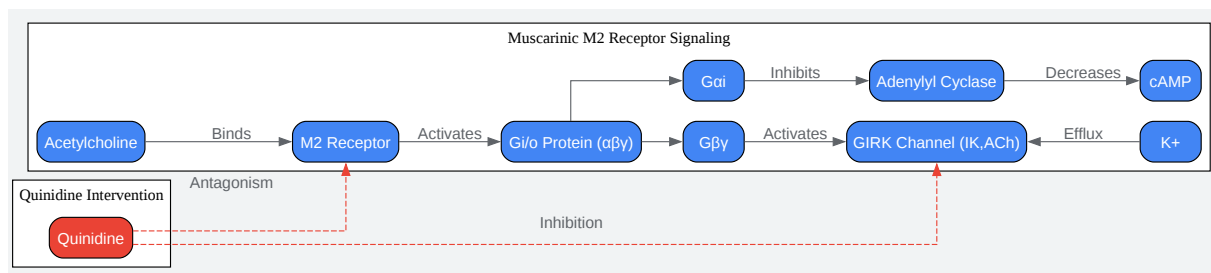 Muscarinic M2 Receptor Signaling
Gαi
Inhibits
Adenylyl Cyclase
Decreases
cAMP
Acetylcholine
Binds
M2 Receptor
Activates
Gi/o Protein (αβγ)
Gβγ
Activates
GIRK Channel (IK,ACh)
Efflux
K+
Antagonism
Quinidine Intervention
Quinidine
Inhibition